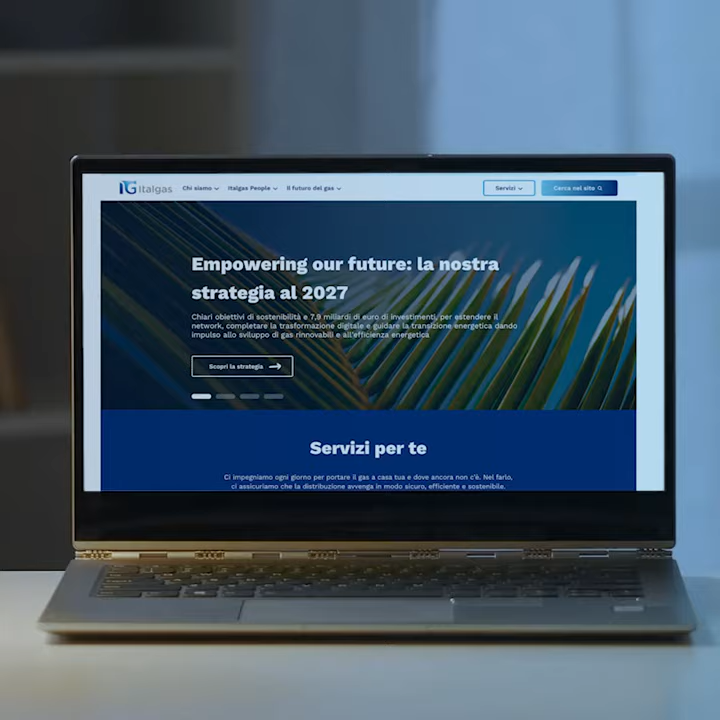 IG Italgas Chi siamo Italgas People Il futuro del gas Servizi Cerca nel sito
Empowering our future: la nostra
strategia al 2027
Chiari obiettivi di sostenibilità e 7,9 miliardi di euro di investimenti, per estendere il
network, completare la trasformazione digitale e guidare la transizione energetica dando
impulso allo sviluppo di gas rinnovabili e all'efficienza energetica
Scopri la strategia
Servizi per te
Ci impegniamo ogni giorno per portare il gas a casa tua e dove ancora non c'è. Nel farlo,
ci assicuriamo che la distribuzione avvenga in modo sicuro, efficiente e sostenibile.